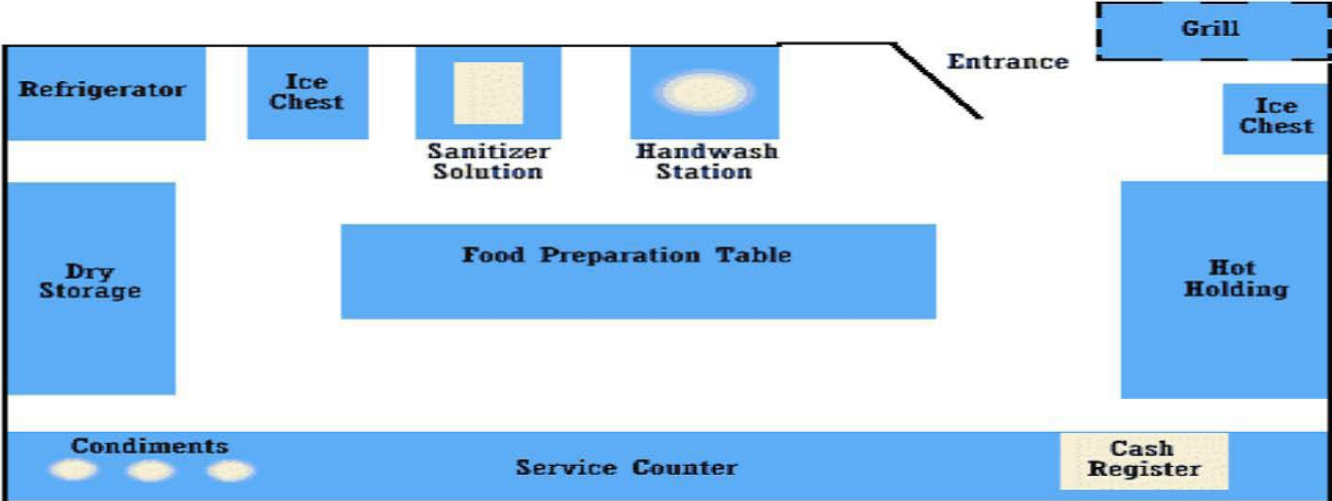 Grill
Entrance
Refrigerator
Ice
Chest
Ice
Chest
Sanitizer
Solution
Handwash
Station
Food Preparation Table
Dry
Storage
Hot
Holding
Condiments
Service Counter
Cash
Register